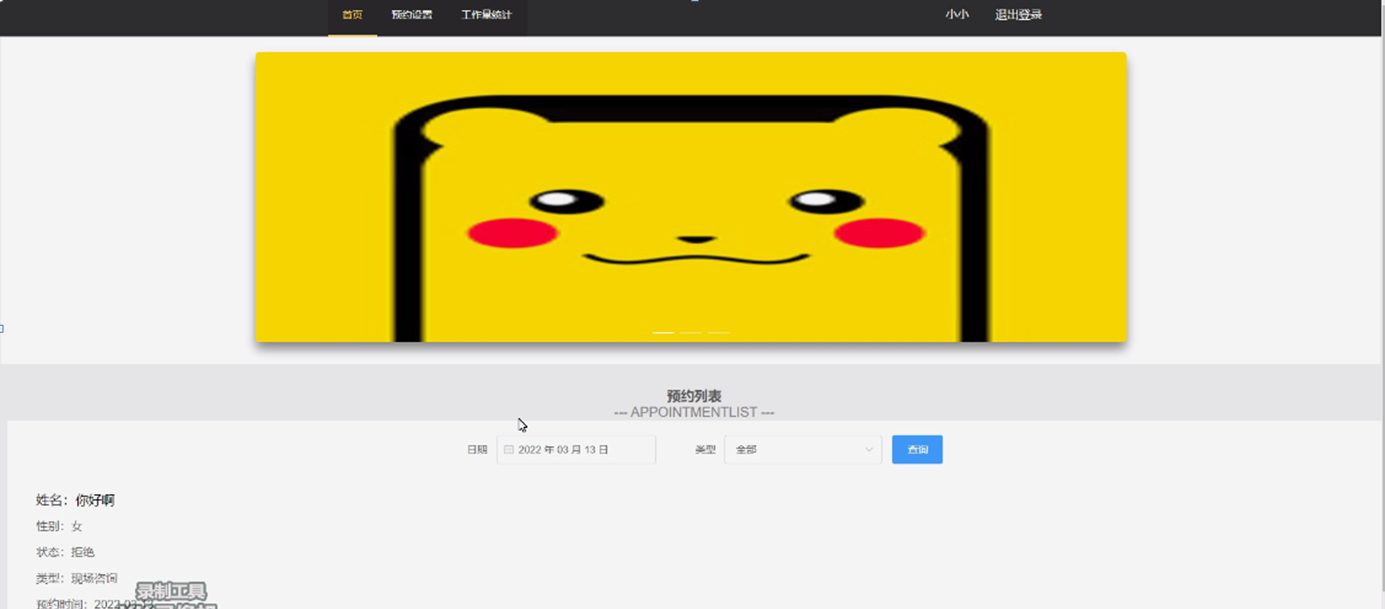 首页 预约设置 工作量统计 小小 退出登录
预约列表
--- APPOINTMENTLIST ---
日期 2022 年 03 月 13 日 类型 全部 查询
姓名：你好啊
性别：女
状态：拒绝
类型：现场咨询
录制工具
预约时间：2022-03-